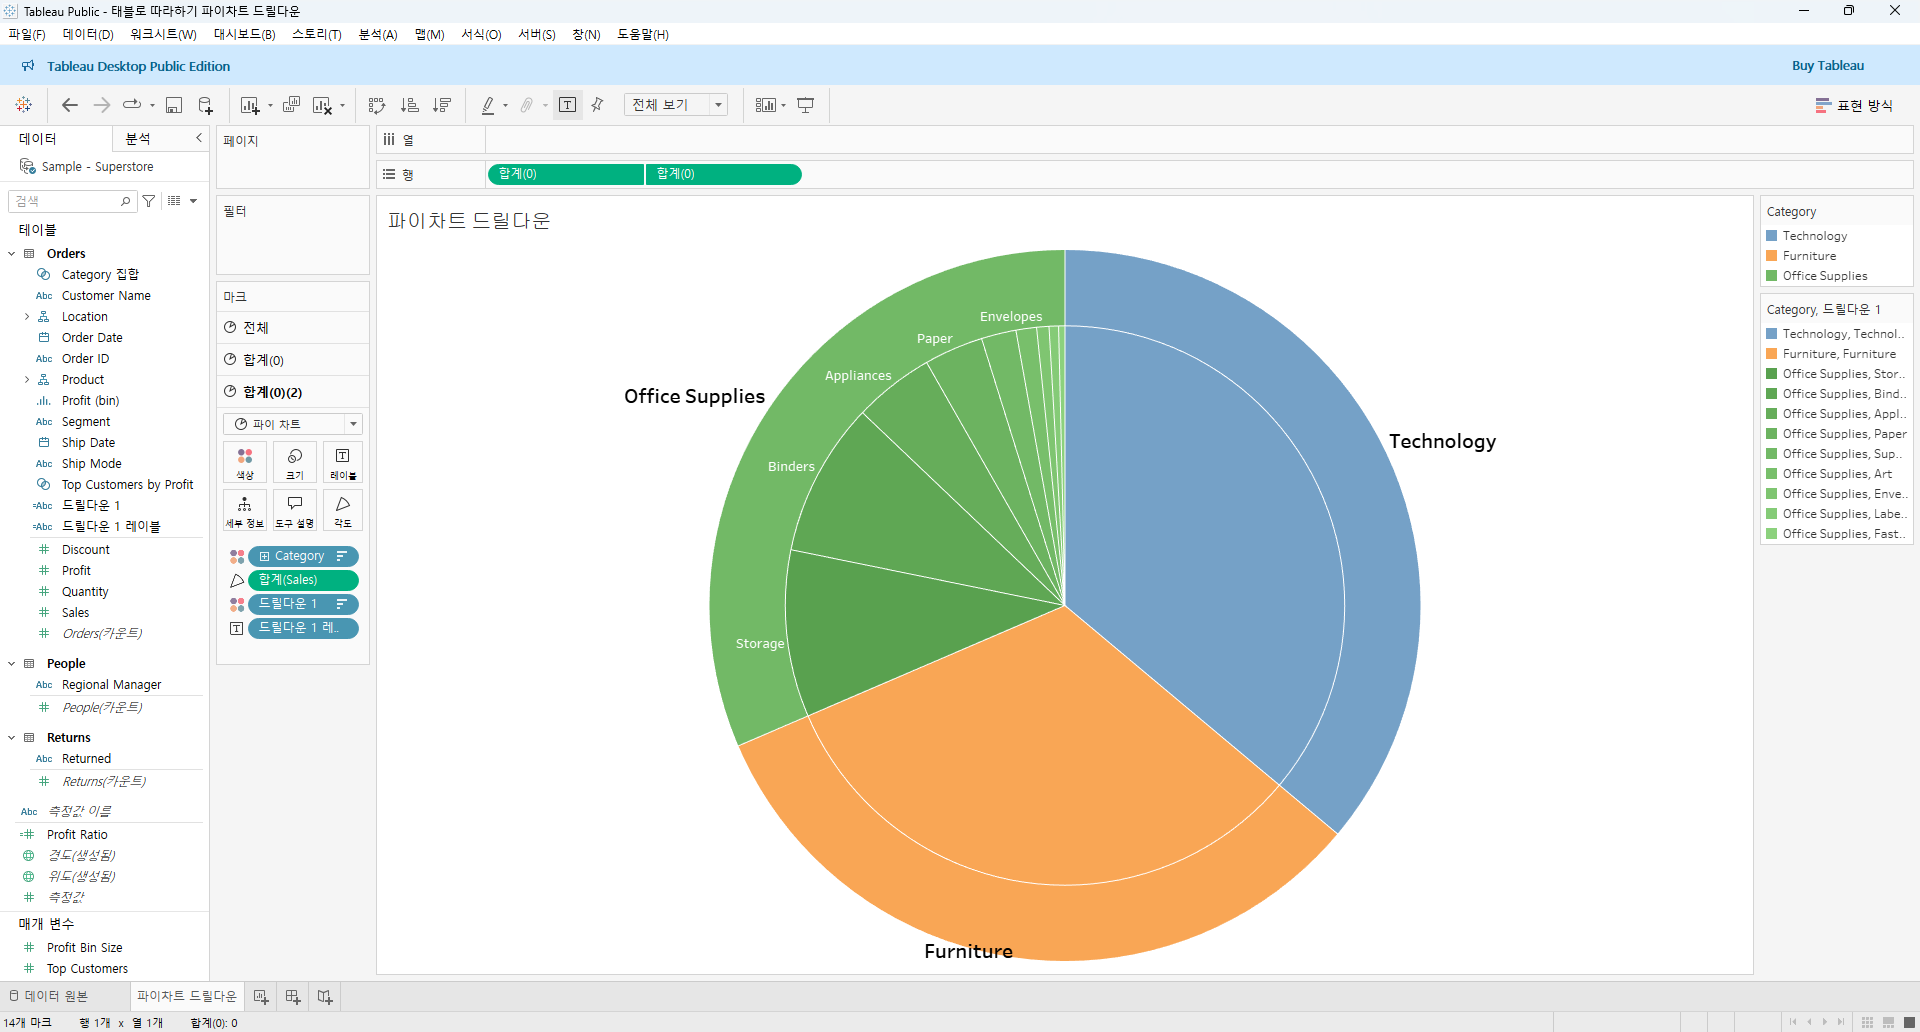 Tableau Public - 태블로 따라하기 파이차트 드릴다운
파일(F) 데이터(D) 워크시트(W) 대시보드(B) 스토리(T) 분석(A) 맵(M) 서식(O) 서버(S) 창(N) 도움말(H)
Tableau Desktop Public Edition
Buy Tableau
전체 보기
표현 방식
데이터
분석
Sample - Superstore
검색
테이블
Orders
Category 집합
Abc Customer Name
Location
Order Date
Abc Order ID
Product
Profit (bin)
Abc Segment
Ship Date
Abc Ship Mode
Top Customers by Profit
=Abc 드릴다운 1
=Abc 드릴다운 1 레이블
Discount
Profit
Quantity
Sales
Orders(카운트)
People
Abc Regional Manager
People(카운트)
Returns
Abc Returned
Returns(카운트)
Abc 측정값 이름
Profit Ratio
경도(생성됨)
위도(생성됨)
측정값
매개 변수
Profit Bin Size
Top Customers
페이지
필터
마크
전체
합계(0)
합계(0)(2)
파이 차트
색상
크기
레이블
세부 정보
도구 설명
각도
Category
합계(Sales)
드릴다운 1
드릴다운 1 레..
열
행
합계(0)
합계(0)
파이차트 드릴다운
Envelopes
Paper
Appliances
Office Supplies
Technology
Binders
Storage
Furniture
Category
Technology
Furniture
Office Supplies
Category, 드릴다운 1
Technology, Technol..
Furniture, Furniture
Office Supplies, Stor..
Office Supplies, Bind..
Office Supplies, Appl..
Office Supplies, Paper
Office Supplies, Sup..
Office Supplies, Art
Office Supplies, Enve..
Office Supplies, Labe..
Office Supplies, Fast..
데이터 원본
파이차트 드릴다운
14개 마크 행 1개 x 열 1개 합계(0): 0